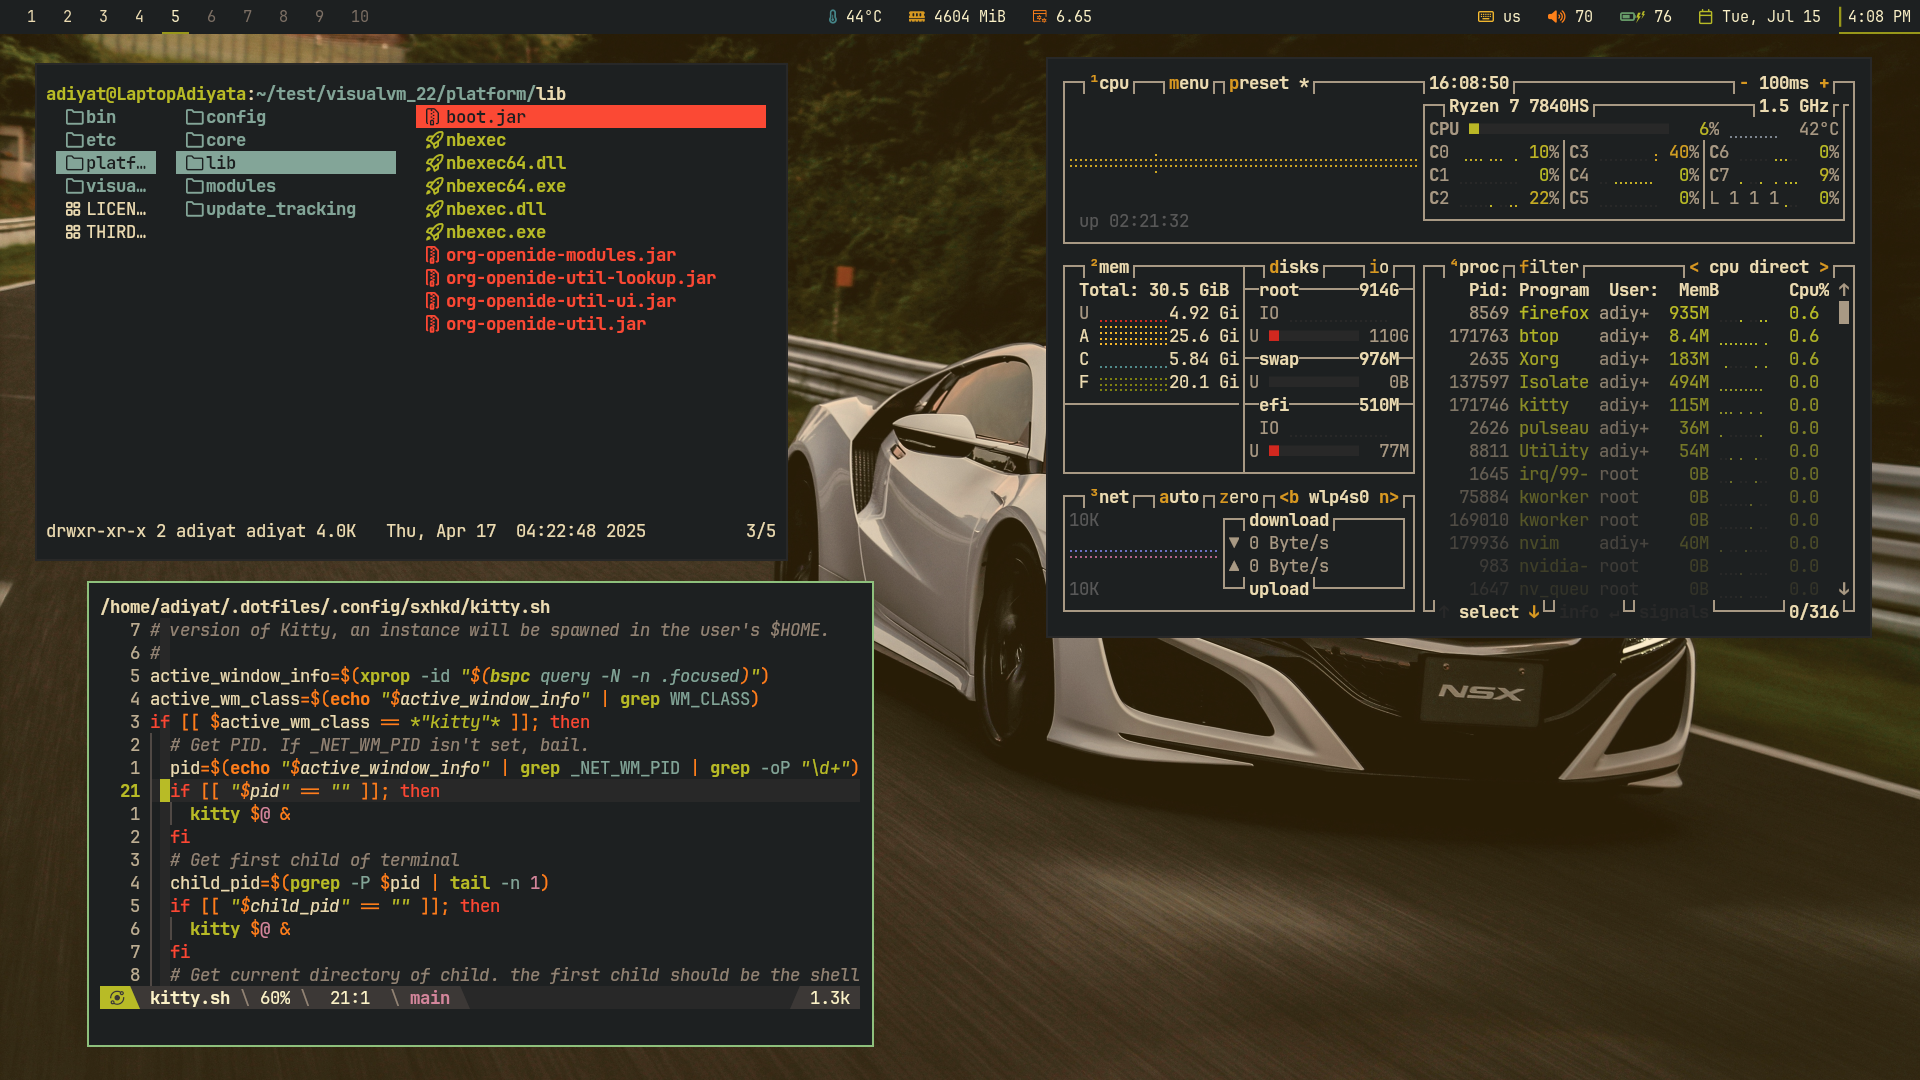 1 2 3 4 5 6 7 8 9 10 44°C 4604 MiB 6.65 us 70 76 Tue, Jul 15 4:08 PM
adiyat@LaptopAdiyata:~/test/visualvm_22/platform/lib
bin config boot.jar
etc core nbexec
platf… lib nbexec64.dll
visua… modules nbexec64.exe
LICEN… update_tracking nbexec.dll
THIRD… nbexec.exe
org-openide-modules.jar
org-openide-util-lookup.jar
org-openide-util-ui.jar
org-openide-util.jar
drwxr-xr-x 2 adiyat adiyat 4.0K Thu, Apr 17 04:22:48 2025 3/5
/home/adiyat/.dotfiles/.config/sxhkd/kitty.sh
7 # version of Kitty, an instance will be spawned in the user's $HOME.
6 #
5 active_window_info=$(xprop -id "$(bspc query -N -n .focused)")
4 active_wm_class=$(echo "$active_window_info" | grep WM_CLASS)
3 if [[ $active_wm_class == *"kitty"* ]]; then
2 # Get PID. If _NET_WM_PID isn't set, bail.
1 pid=$(echo "$active_window_info" | grep _NET_WM_PID | grep -oP "\d+")
21 if [[ "$pid" == "" ]]; then
1 kitty $@ &
2 fi
3 # Get first child of terminal
4 child_pid=$(pgrep -P $pid | tail -n 1)
5 if [[ "$child_pid" == "" ]]; then
6 kitty $@ &
7 fi
8 # Get current directory of child. the first child should be the shell
kitty.sh \ 60% \ 21:1 \ main 1.3k
¹cpu menu preset * 16:08:50 - 100ms +
Ryzen 7 7840HS 1.5 GHz
CPU 6% 42°C
C0 10% C3 40% C6 0%
C1 0% C4 0% C7 9%
C2 22% C5 0% L 1 1 1 0%
up 02:21:32
²mem disks io
Total: 30.5 GiB root 914G
U 4.92 Gi IO
A 25.6 Gi U 110G
C 5.84 Gi swap 976M
F 20.1 Gi U 0B
efi 510M
IO
U 77M
³net auto zero <b wlp4s0 n>
10K download
▼ 0 Byte/s
▲ 0 Byte/s
10K upload
⁴proc filter < cpu direct >
Pid: Program User: MemB Cpu% ↑
8569 firefox adiy+ 935M 0.6
171763 btop adiy+ 8.4M 0.6
2635 Xorg adiy+ 183M 0.6
137597 Isolate adiy+ 494M 0.0
171746 kitty adiy+ 115M 0.0
2626 pulseau adiy+ 36M 0.0
8811 Utility adiy+ 54M 0.0
1645 irq/99- root 0B 0.0
75884 kworker root 0B 0.0
169010 kworker root 0B 0.0
179936 nvim adiy+ 40M 0.0
983 nvidia- root 0B 0.0
1647 nv_queu root 0B 0.0 ↓
↑ select ↓ info ↵ signals 0/316
NSX